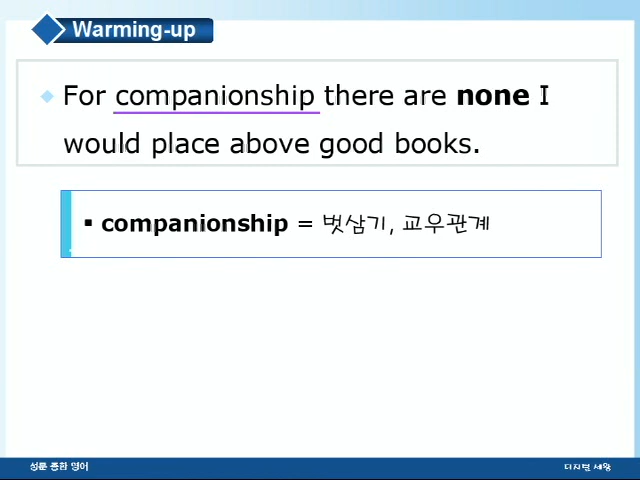 Warming-up
◆ For companionship there are none I
would place above good books.
▪ companionship = 벗삼기, 교우관계
성문 종합 영어
디지털 세왕